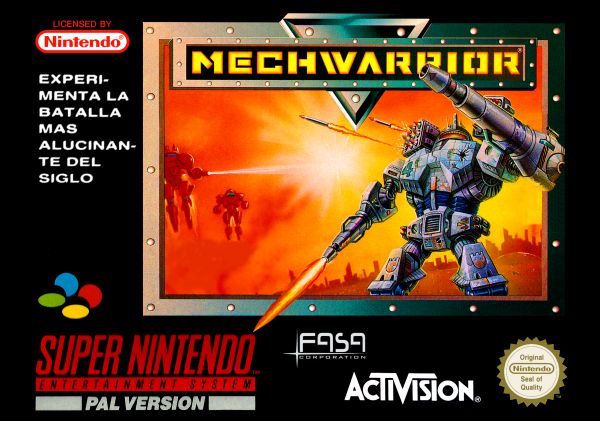 LICENSED BY
Nintendo®
EXPERI-
MENTA LA
BATALLA
MAS
ALUCINAN-
TE DEL
SIGLO
MECHWARRIOR
SUPER NINTENDO
ENTERTAINMENT SYSTEM
PAL VERSION
FASA
CORPORATION
ACTIVISION®
Original
Nintendo
Seal of
Quality